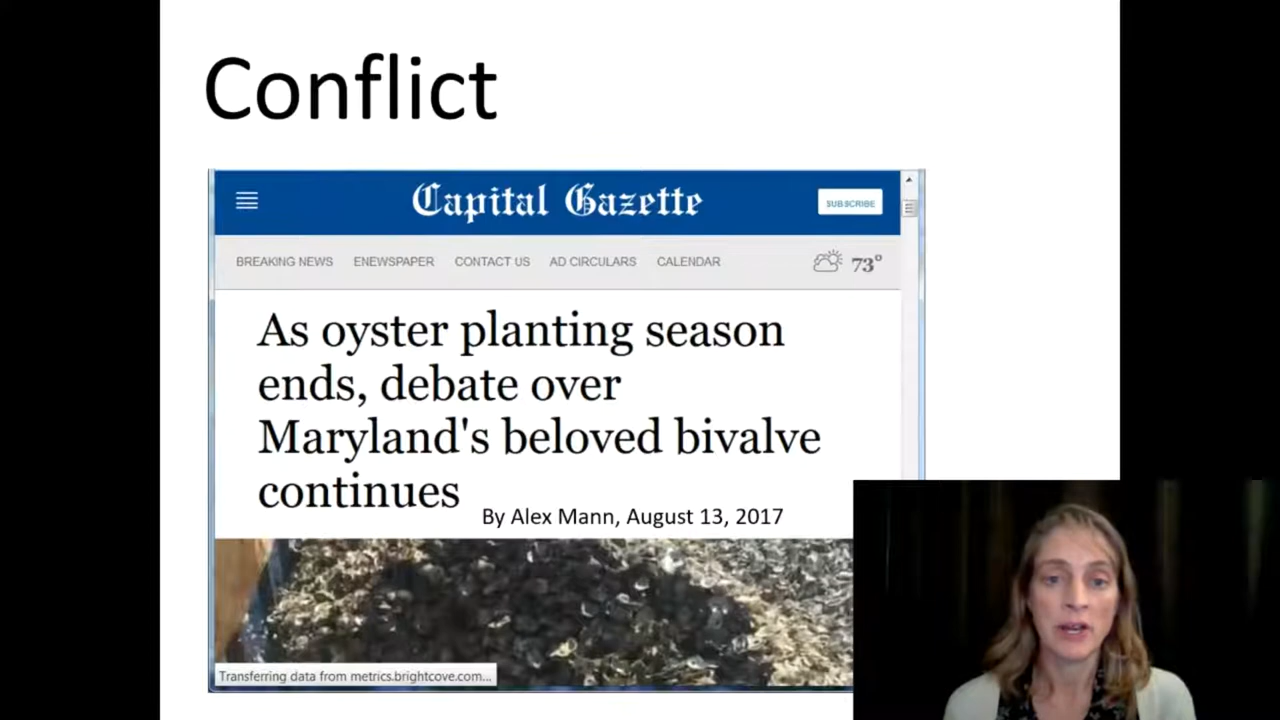 Conflict
Capital Gazette
SUBSCRIBE
BREAKING NEWS ENEWSPAPER CONTACT US AD CIRCULARS CALENDAR
73°
As oyster planting season
ends, debate over
Maryland's beloved bivalve
continues
By Alex Mann, August 13, 2017
Transferring data from metrics.brightcove.com...